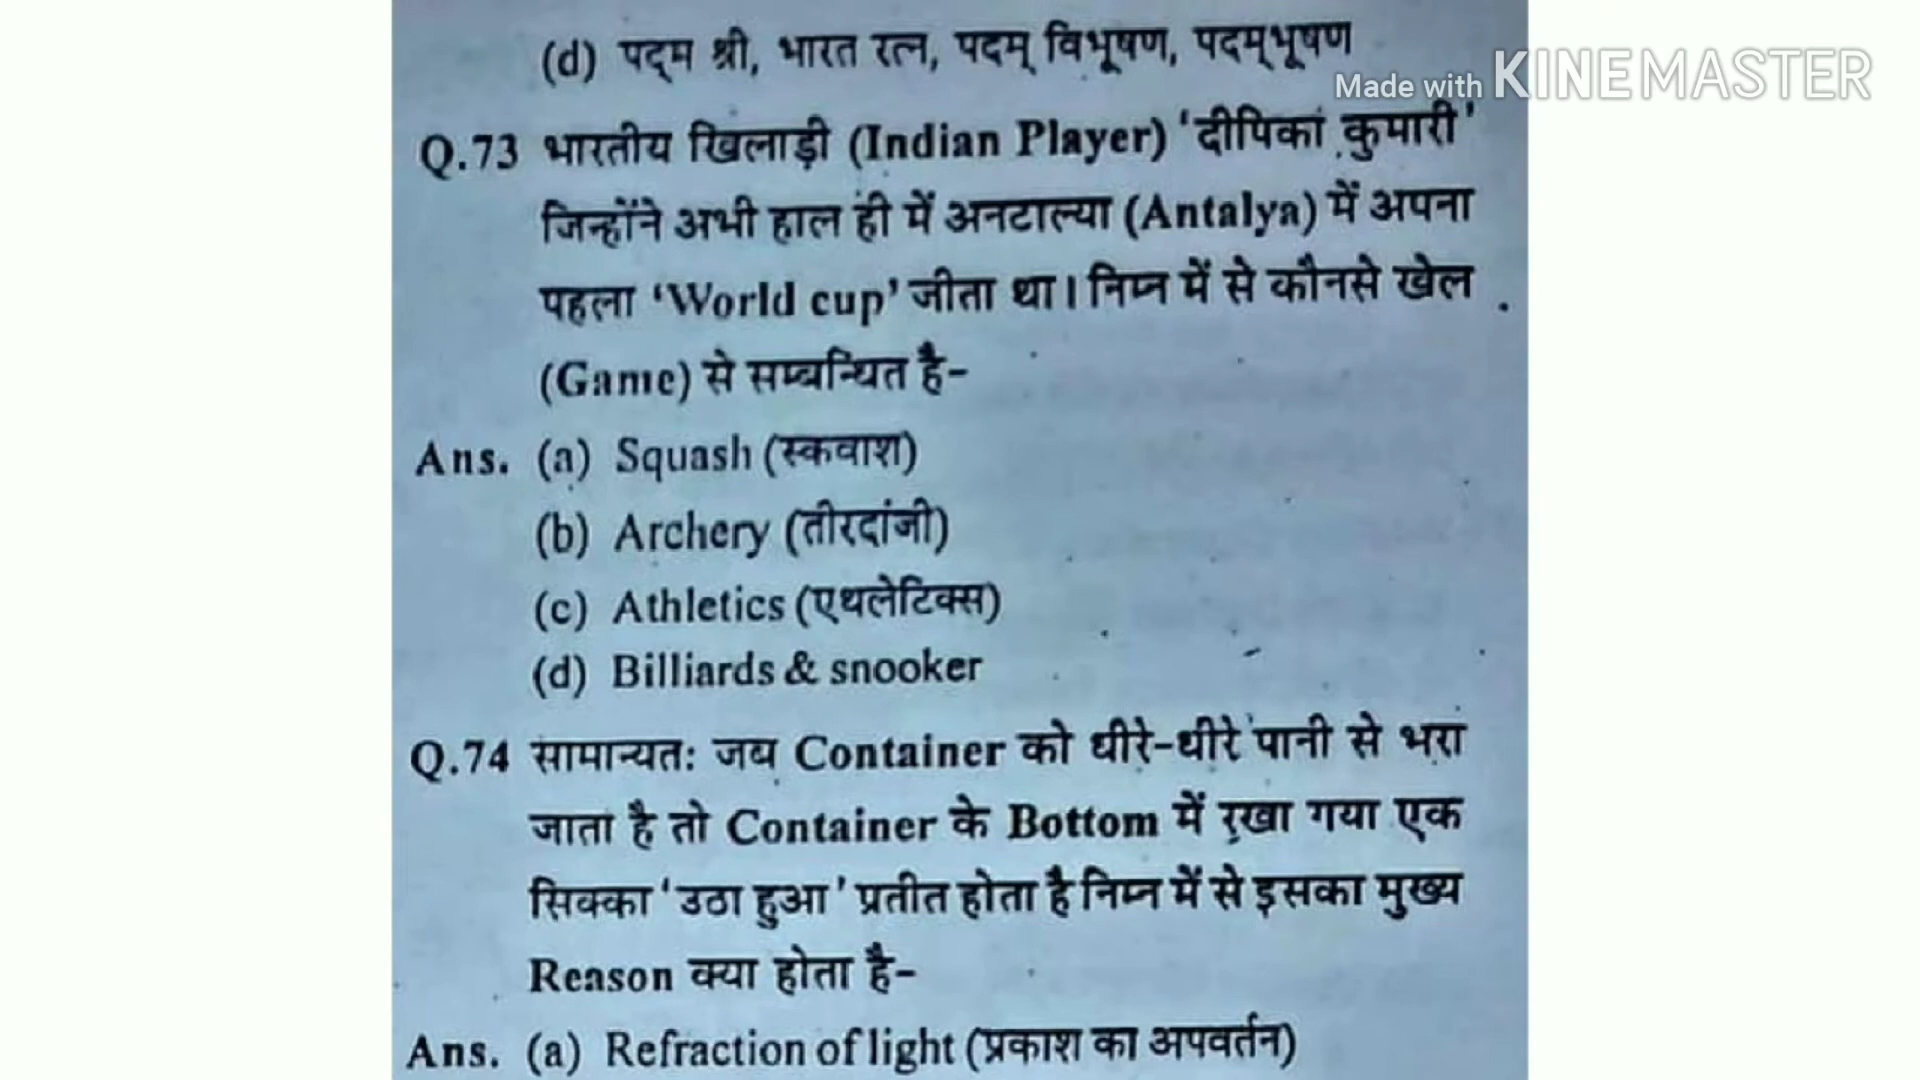 (d) पद्म श्री, भारत रत्न, पदम् विभूषण, पदम्भूषण
Made with KINEMASTER
Q.73 भारतीय खिलाड़ी (Indian Player) 'दीपिकां कुमारी'
जिन्होंने अभी हाल ही में अनटाल्या (Antalya) में अपना
पहला 'World cup' जीता था। निम्न में से कौनसे खेल
(Game) से सम्बन्धित है-
Ans. (a) Squash (स्कवाश)
(b) Archery (तीरदांजी)
(c) Athletics (एथलेटिक्स)
(d) Billiards & snooker
Q.74 सामान्यत: जब Container को धीरे-धीरे पानी से भरा
जाता है तो Container के Bottom में रखा गया एक
सिक्का 'उठा हुआ' प्रतीत होता है निम्न में से इसका मुख्य
Reason क्या होता है-
Ans. (a) Refraction of light (प्रकाश का अपवर्तन)